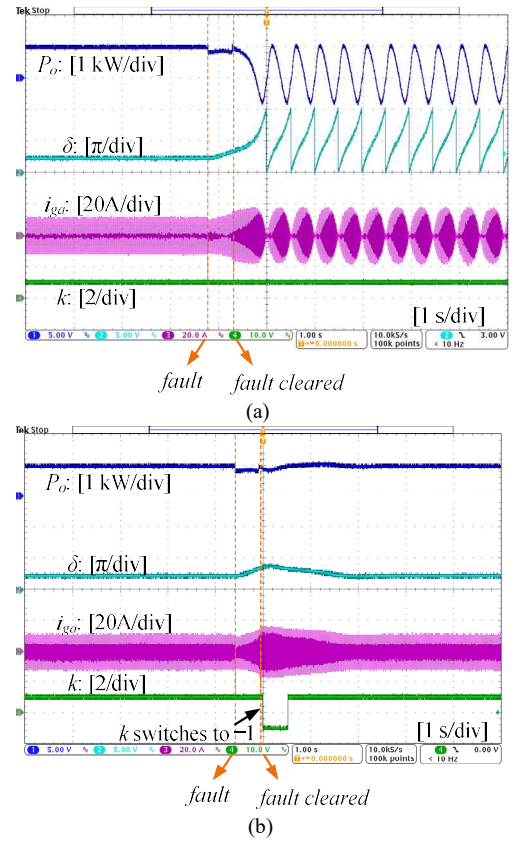 Tek Stop
Po: [1 kW/div]
δ: [π/div]
iga: [20A/div]
k: [2/div]
[1 s/div]
1 5.00 V 2 5.00 V 3 20.0 A 4 10.0 V
1.00 s
T→▾0.000000 s
10.0kS/s
100k points
2 3.00 V
< 10 Hz
fault fault cleared
(a)
Tek Stop
Po: [1 kW/div]
δ: [π/div]
iga: [20A/div]
k: [2/div]
k switches to −1
[1 s/div]
1 5.00 V 2 5.00 V 3 20.0 A 4 10.0 V
1.00 s
T→▾0.000000 s
10.0kS/s
100k points
4 0.00 V
< 10 Hz
fault fault cleared
(b)